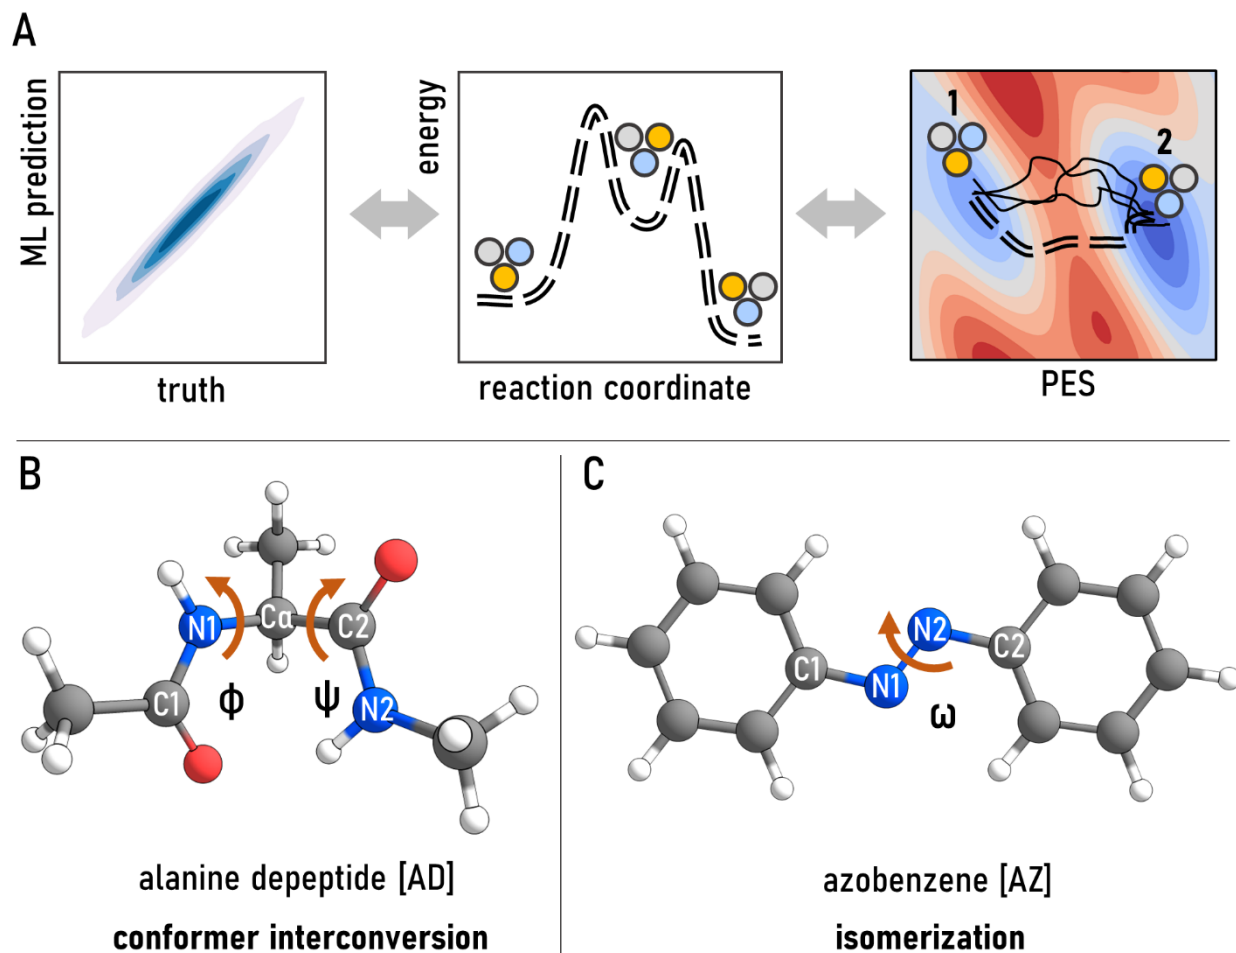 A
ML prediction
truth
energy
reaction coordinate
1
2
PES
B
N1
Cα
C2
C1
ϕ
ψ
N2
alanine depeptide [AD]
conformer interconversion
C
N2
C1
N1
C2
ω
azobenzene [AZ]
isomerization